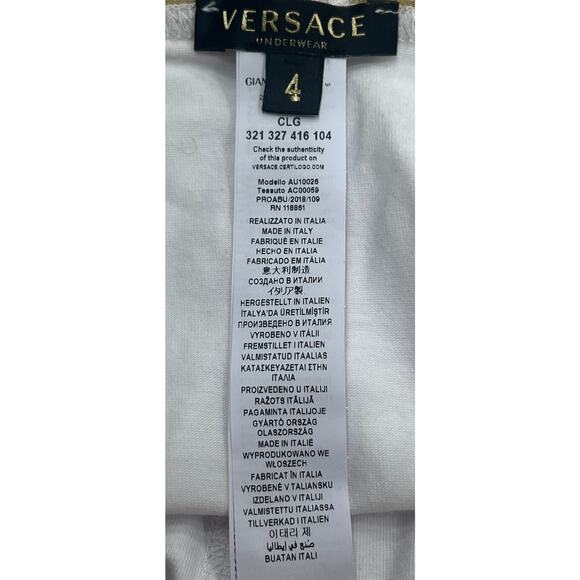 VERSACE
UNDERWEAR
4
GIAN
CLG
321 327 416 104
Check the authenticity
of this product on
VERSACE.CERTILOGO.COM
Modello AU10026
Tessuto AC00059
PROABU/2018/109
RN 118861
REALIZZATO IN ITALIA
MADE IN ITALY
FABRIQUÉ EN ITALIE
HECHO EN ITALIA
FABRICADO EM ITÁLIA
意大利制造
СОЗДАНО В ИТАЛИЯ
イタリア製
HERGESTELLT IN ITALIEN
İTALYA'DA ÜRETİLMİŞTİR
ПРОИЗВЕДЕНО В ИТАЛИЯ
VYROBENO V ITÁLII
FREMSTILLET I ITALIEN
VALMISTATUD ITAALIAS
ΚΑΤΑΣΚΕΥΑΖΕΤΑΙ ΣΤΗΝ
ΙΤΑΛΙΑ
PROIZVEDENO U ITALIJI
RAŽOTS ITĀLIJĀ
PAGAMINTA ITALIJOJE
GYÁRTÓ ORSZÁG
OLASZORSZÁG
MADE IN ITALIË
WYPRODUKOWANO WE
WŁOSZECH
FABRICAT ÎN ITALIA
VYROBENÉ V TALIANSKU
IZDELANO V ITALIJI
VALMISTETTU ITALIASSA
TILLVERKAD I ITALIEN
이태리 제
صُنع في إيطاليا
BUATAN ITALI